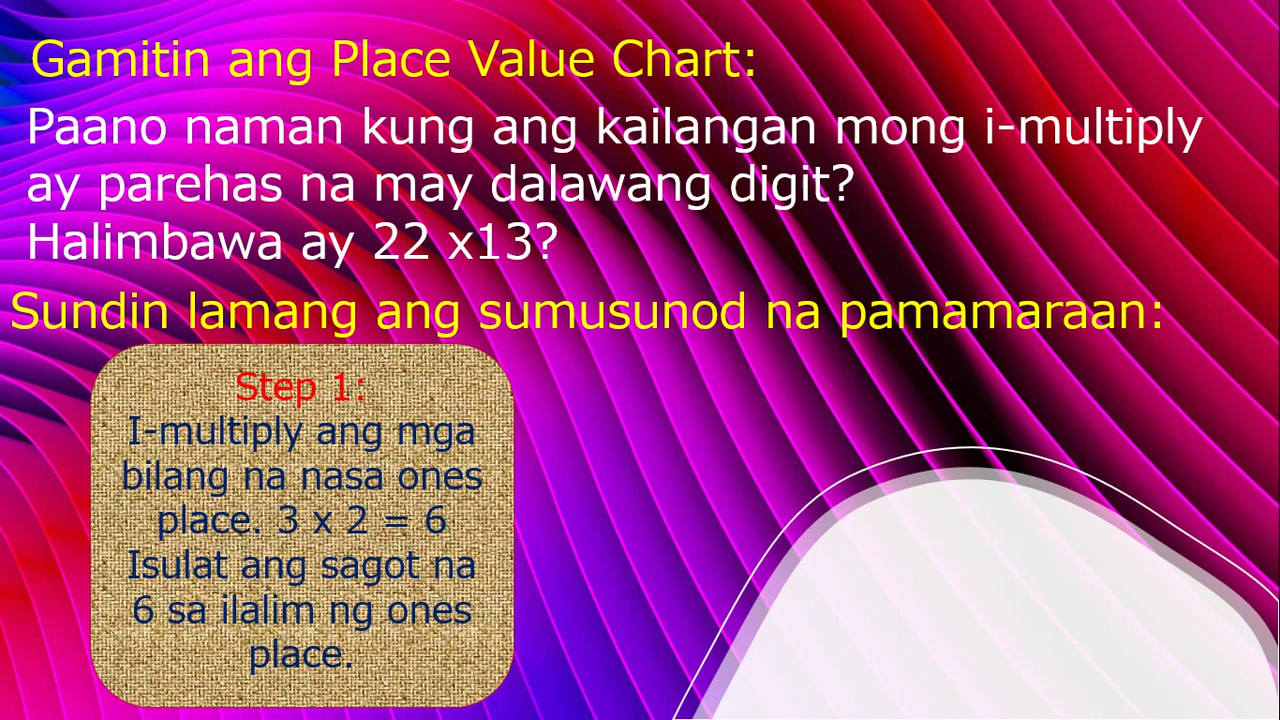 Gamitin ang Place Value Chart:
Paano naman kung ang kailangan mong i-multiply
ay parehas na may dalawang digit?
Halimbawa ay 22 x13?
Sundin lamang ang sumusunod na pamamaraan:
Step 1:
I-multiply ang mga
bilang na nasa ones
place. 3 x 2 = 6
Isulat ang sagot na
6 sa ilalim ng ones
place.